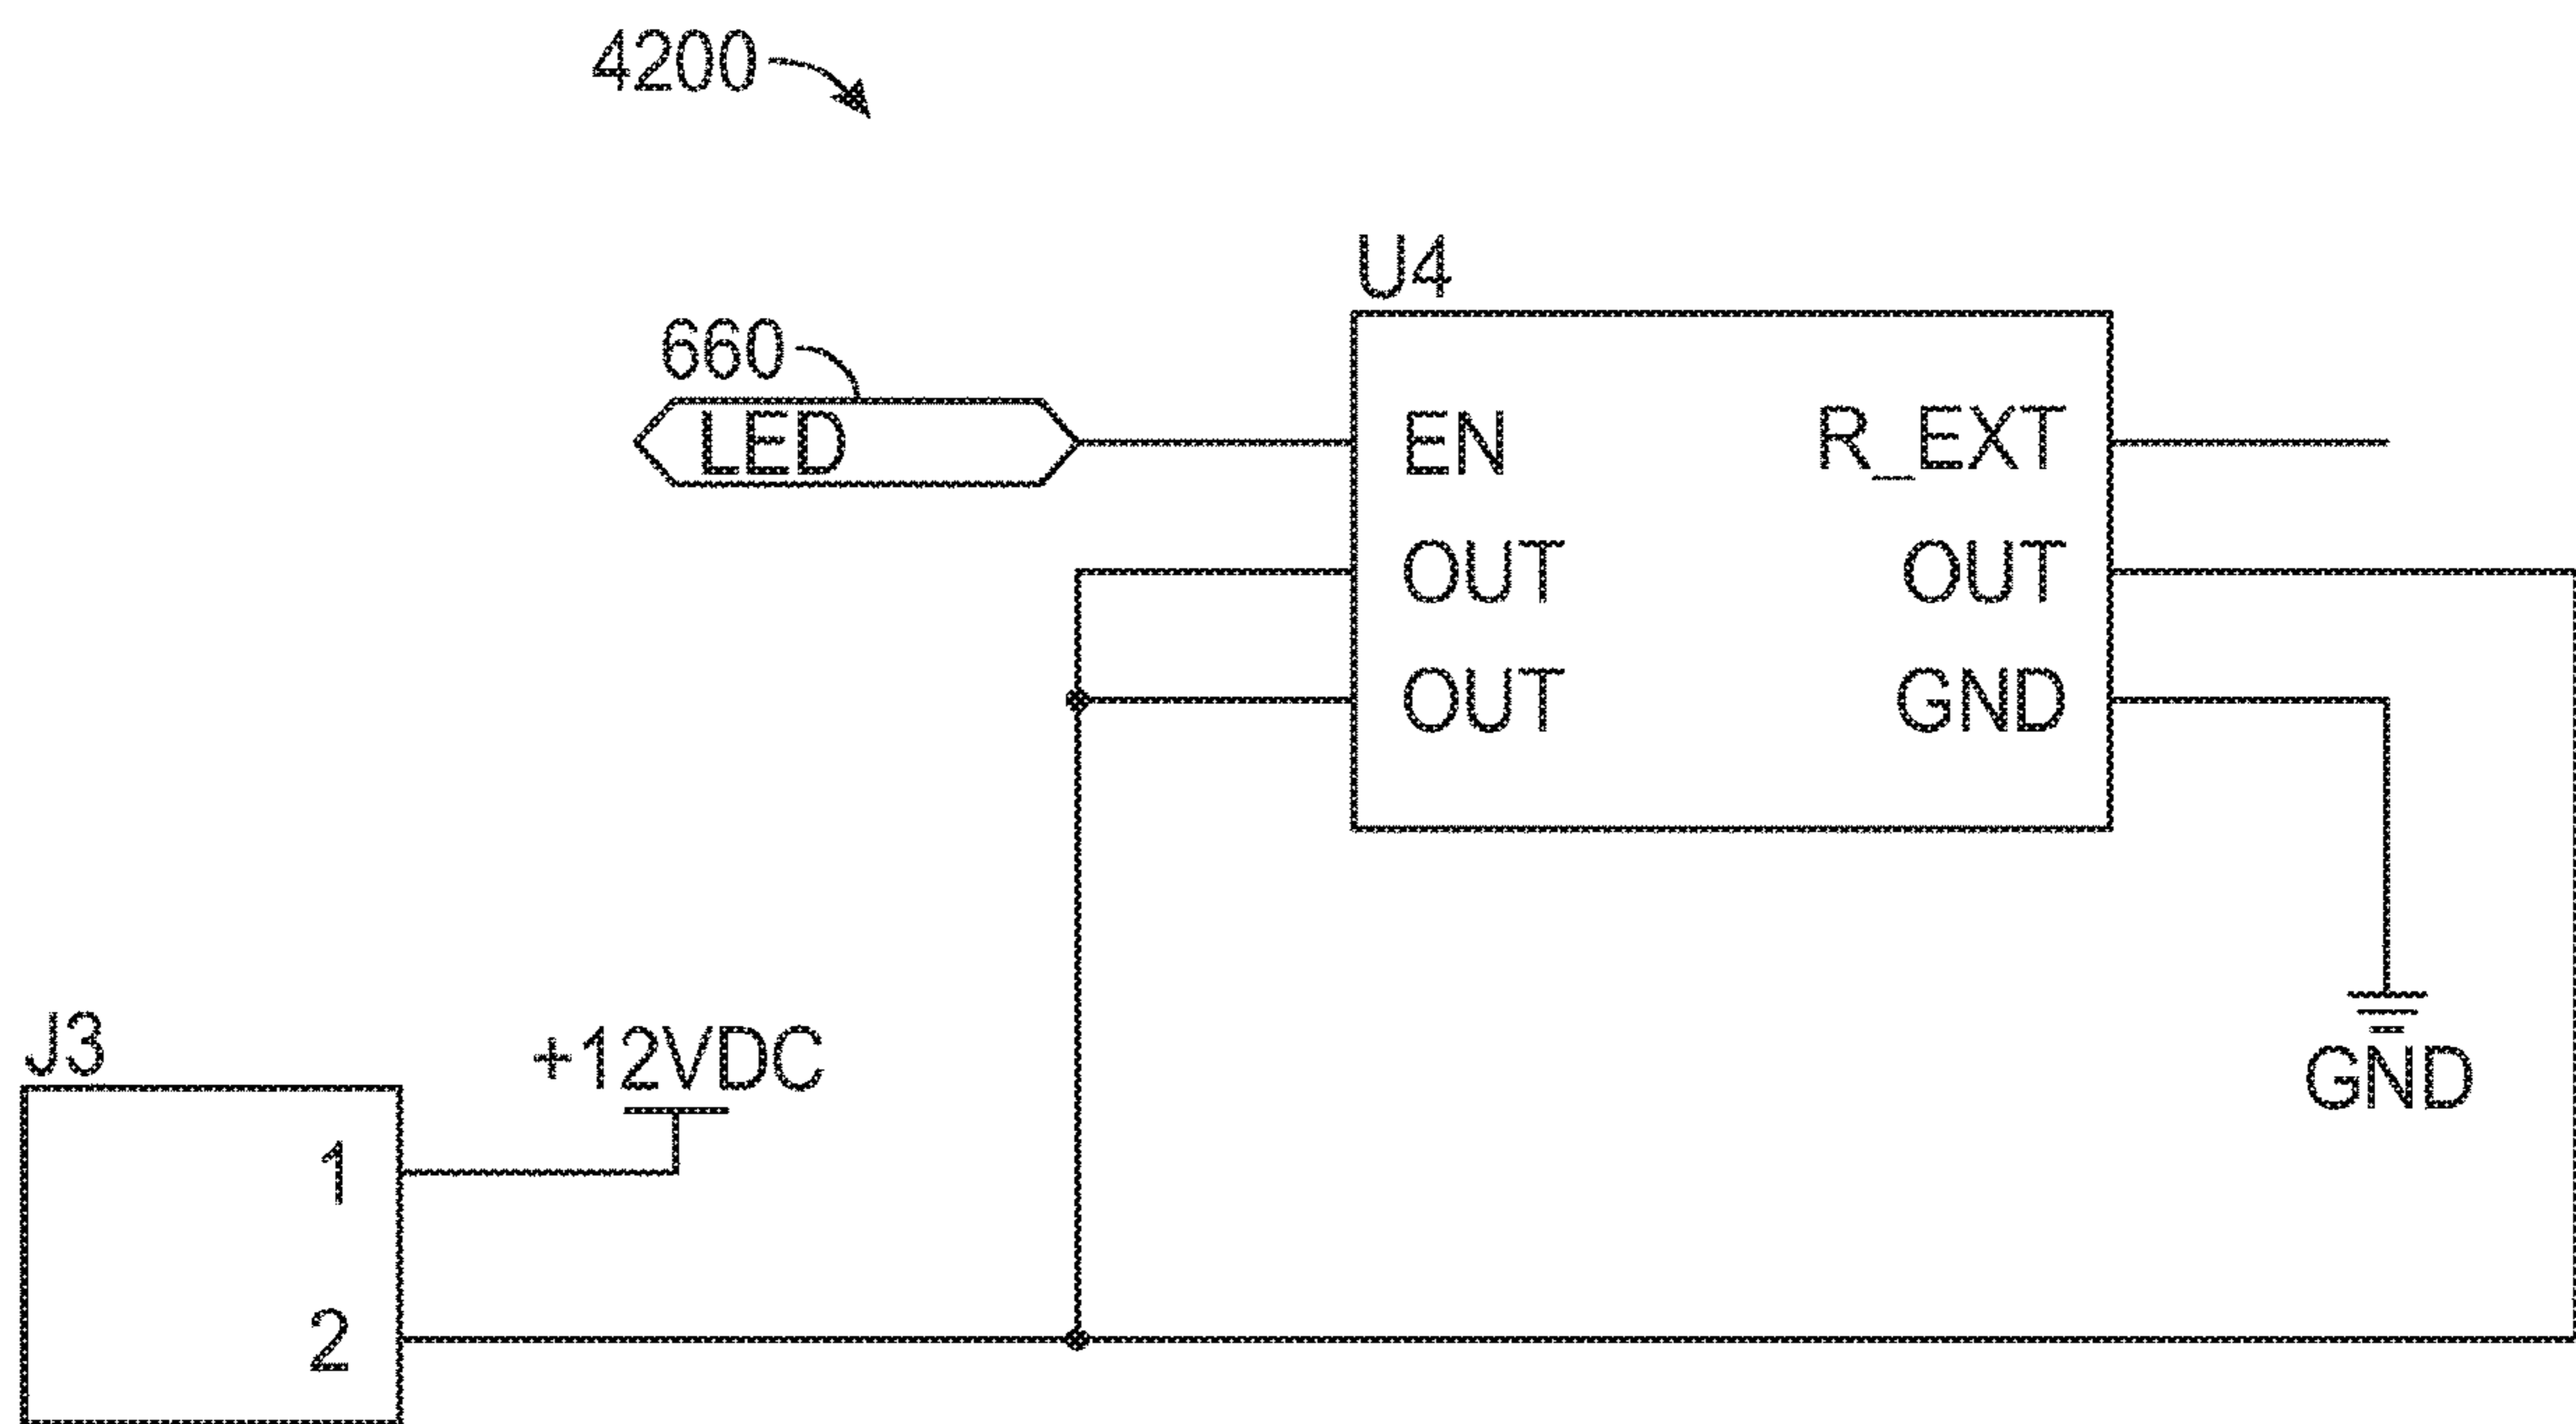 4200
U4
660
LED
EN
R_EXT
OUT
OUT
OUT
GND
J3
+12VDC
GND
1
2